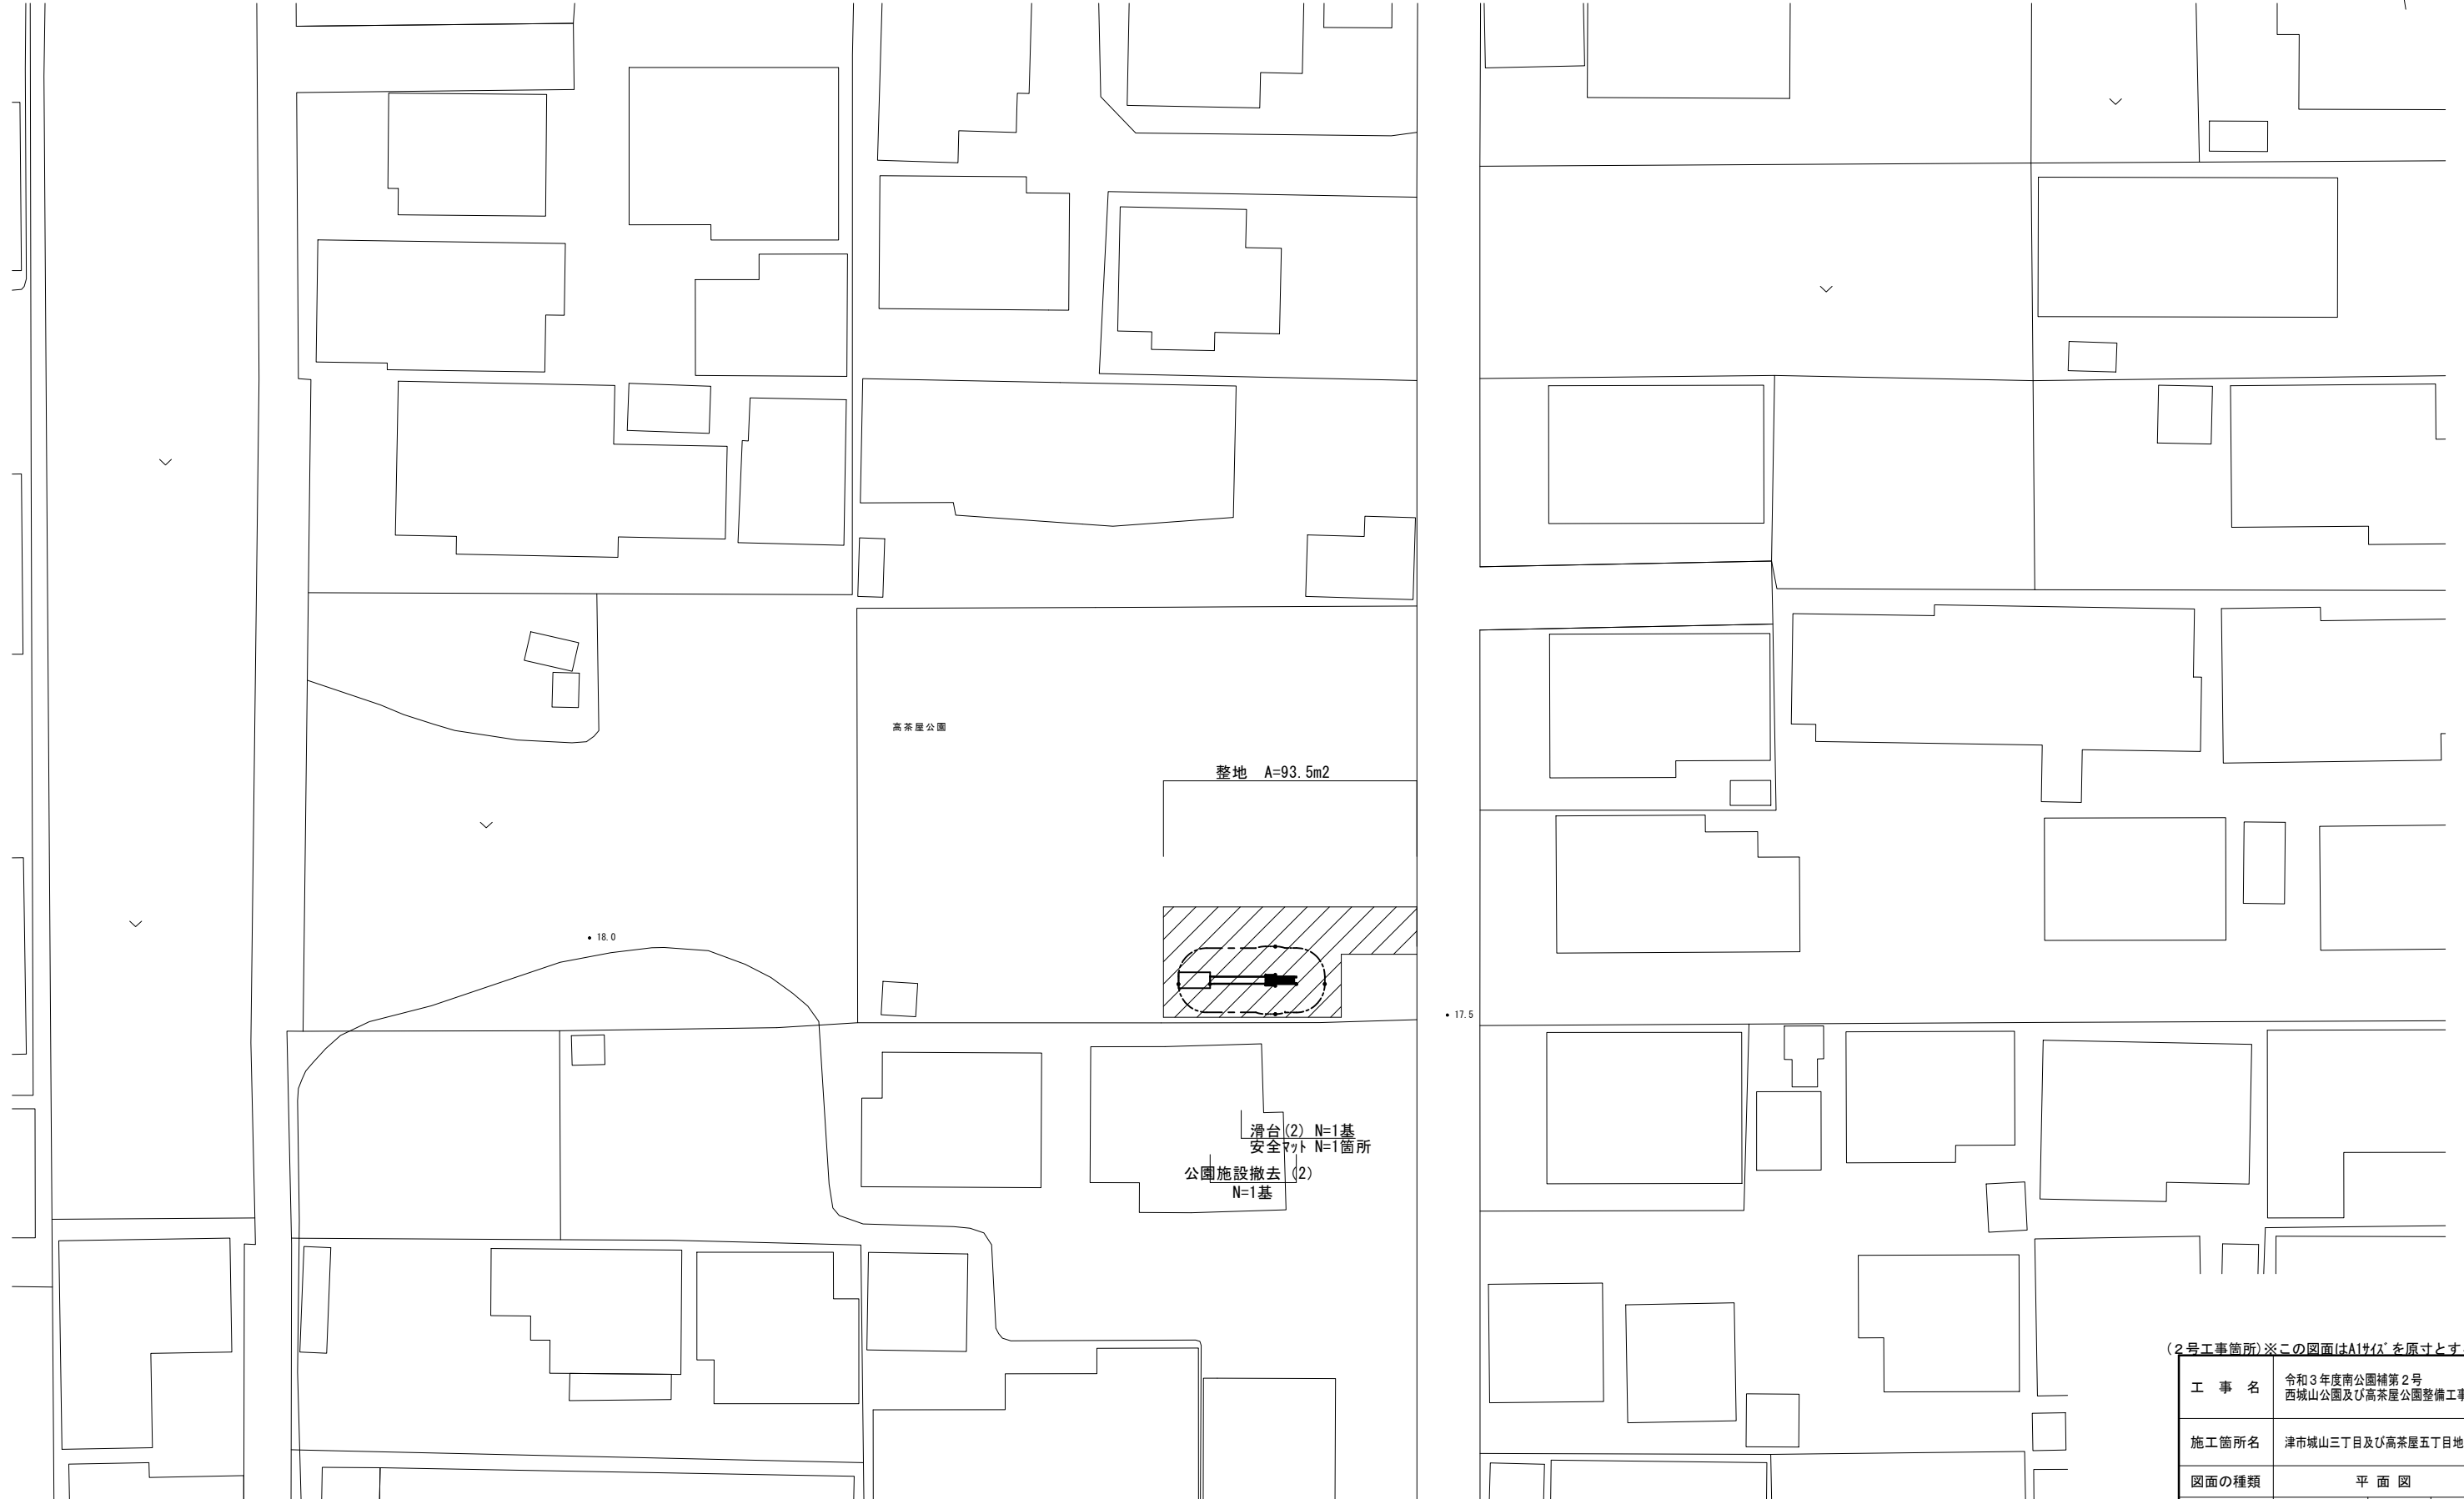 高茶屋公園
整地 A=93.5m2
18.0
17.5
滑台(2) N=1基
安全ﾏｯﾄ N=1箇所
公園施設撤去(2)
N=1基
(2号工事箇所)※この図面はA1ｻｲｽﾞを原寸とす
工 事 名
令和3年度南公園補第2号
西城山公園及び高茶屋公園整備工事
施工箇所名
津市城山三丁目及び高茶屋五丁目地
図面の種類
平 面 図